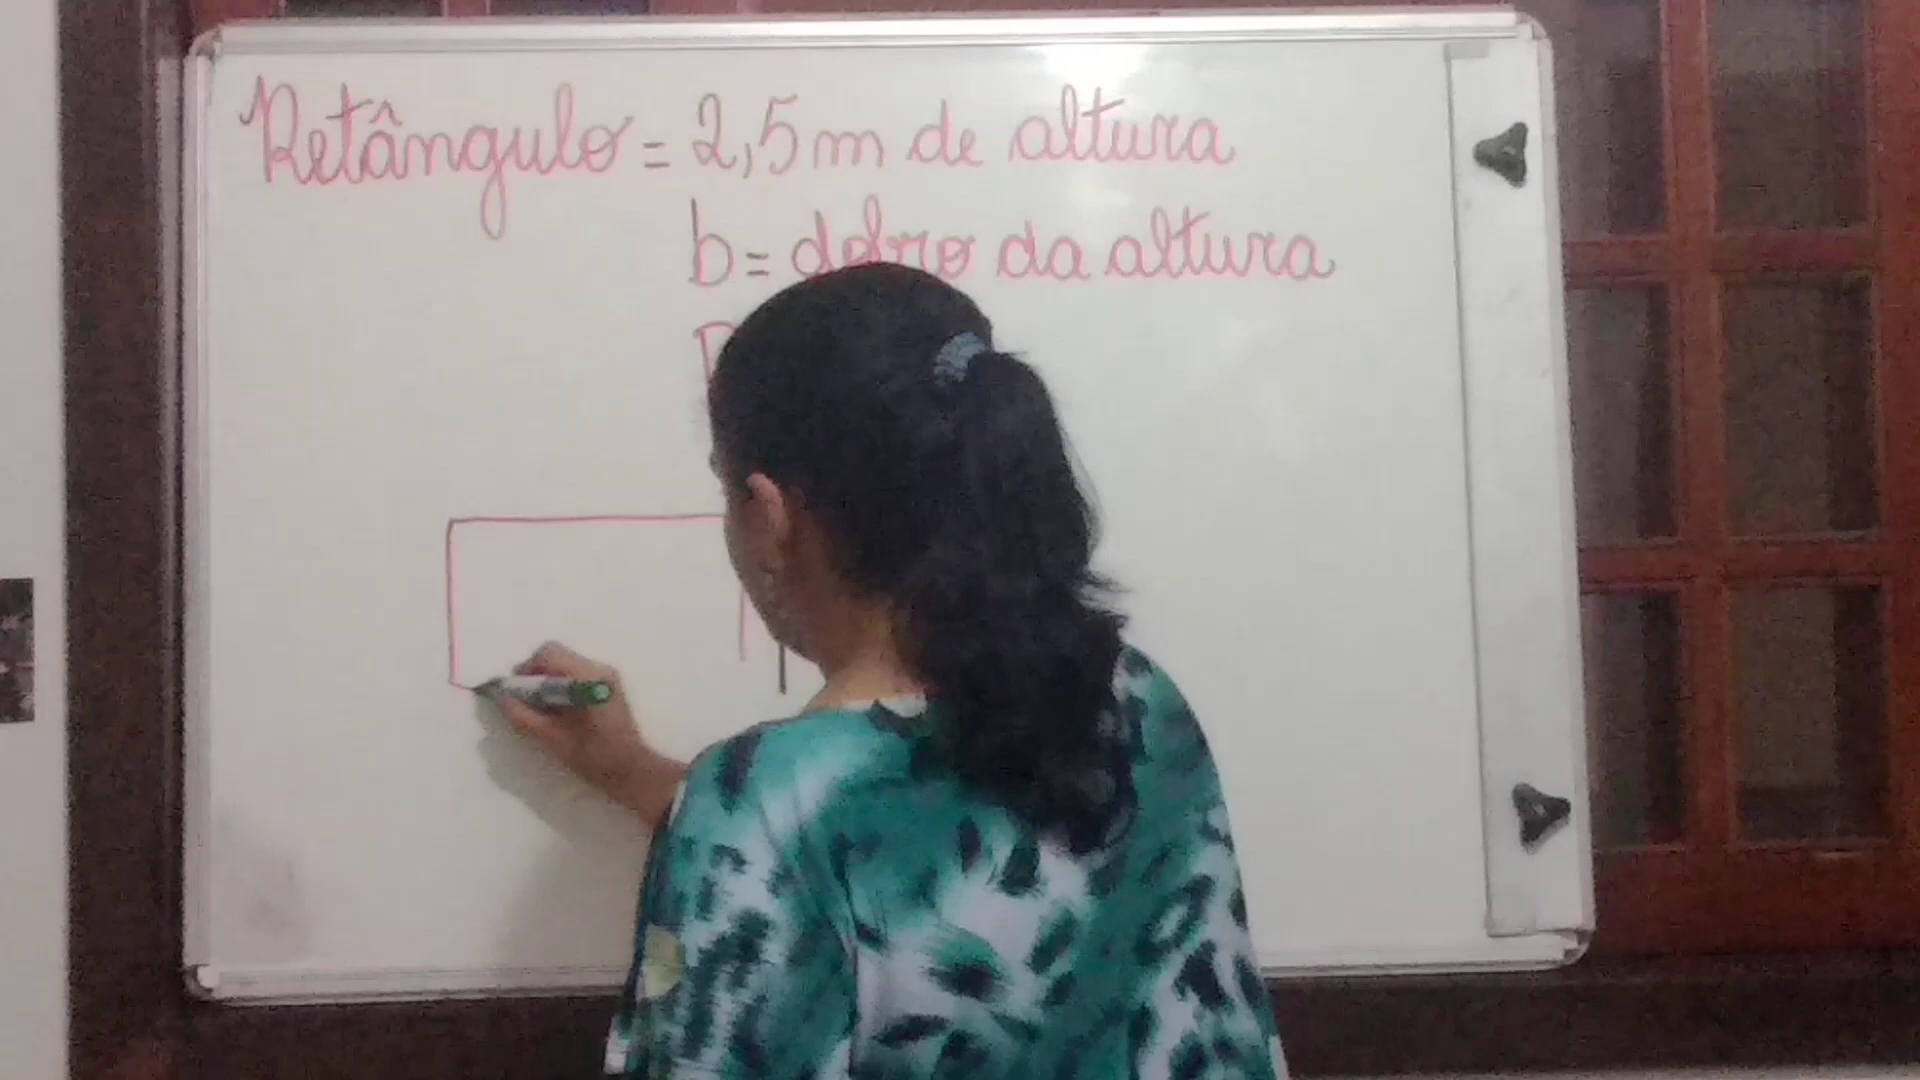 Retângulo = 2,5 m de altura
b = dobro da altura